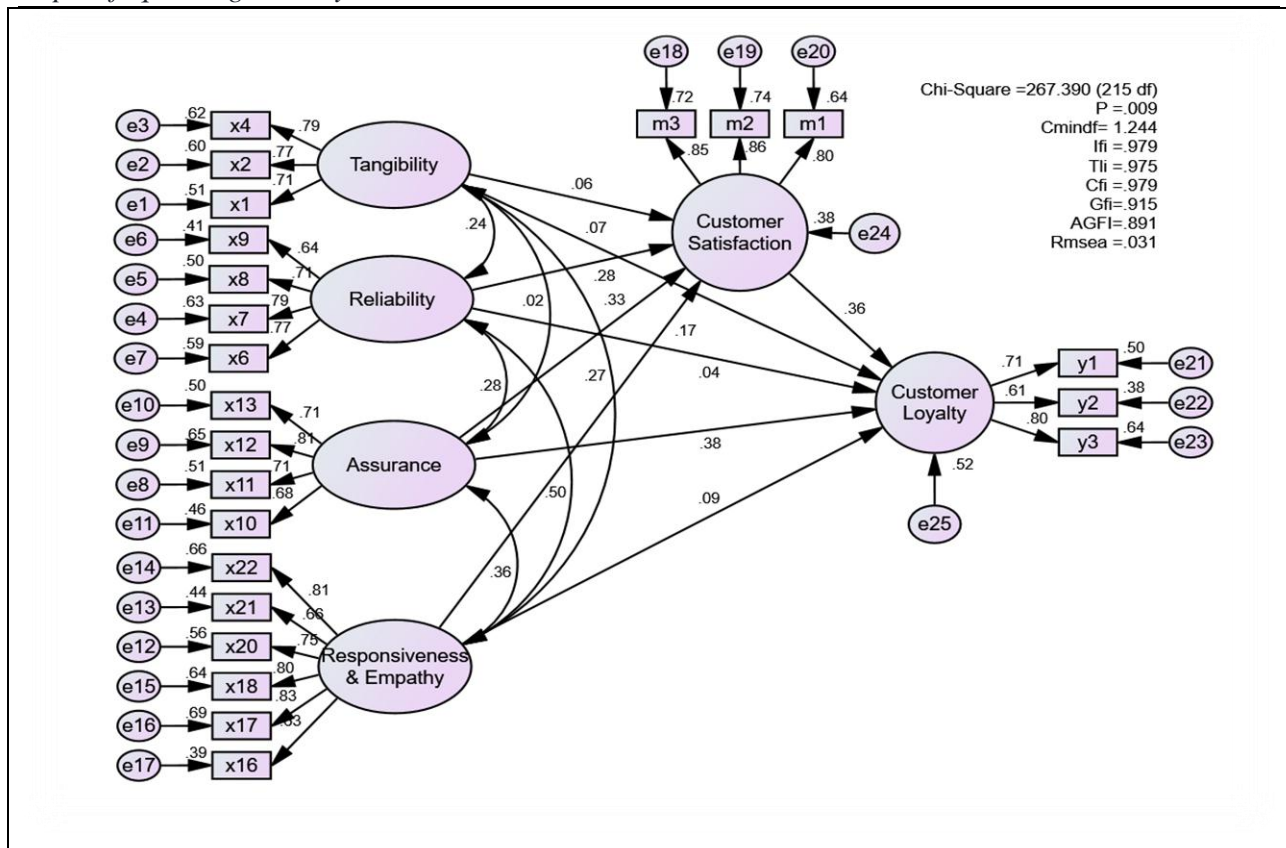 e18 e19 e20
.72 .74 .64
m3 m2 m1
.85 .86 .80
Chi-Square =267.390 (215 df)
P =.009
Cmindf= 1.244
Ifi =.979
Tli =.975
Cfi =.979
Gfi=.915
AGFI=.891
Rmsea =.031
e3 .62 x4 .79
e2 .60 x2 .77
e1 .51 x1 .71
Tangibility
e6 .41 x9 .64
e5 .50 x8 .71
e4 .63 x7 .79
e7 .59 x6 .77
Reliability
e10 .50 x13 .71
e9 .65 x12 .81
e8 .51 x11 .71
e11 .46 x10 .68
Assurance
e14 .66 x22 .81
e13 .44 x21 .66
e12 .56 x20 .75
e15 .64 x18 .80
e16 .69 x17 .83
e17 .39 x16 .63
Responsiveness
& Empathy
.24
.02
.28
.27
.50
.36
.06
.07
.28
.33
.17
.04
.38
.09
Customer
Satisfaction
.38 e24
.36
Customer
Loyalty
.52
e25
.71 y1 .50 e21
.61 y2 .38 e22
.80 y3 .64 e23